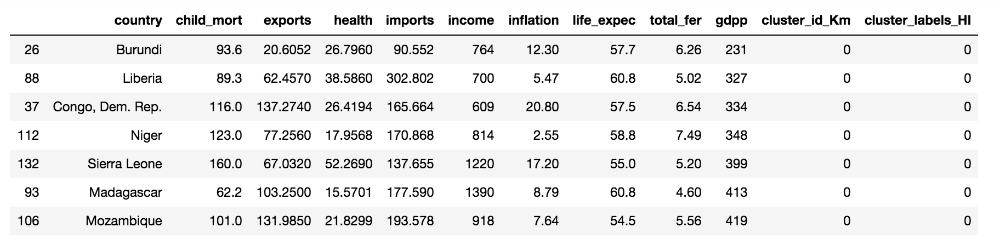 country child_mort exports health imports income inflation life_expec total_fer gdpp cluster_id_Km cluster_labels_HI
26 Burundi 93.6 20.6052 26.7960 90.552 764 12.30 57.7 6.26 231 0 0
88 Liberia 89.3 62.4570 38.5860 302.802 700 5.47 60.8 5.02 327 0 0
37 Congo, Dem. Rep. 116.0 137.2740 26.4194 165.664 609 20.80 57.5 6.54 334 0 0
112 Niger 123.0 77.2560 17.9568 170.868 814 2.55 58.8 7.49 348 0 0
132 Sierra Leone 160.0 67.0320 52.2690 137.655 1220 17.20 55.0 5.20 399 0 0
93 Madagascar 62.2 103.2500 15.5701 177.590 1390 8.79 60.8 4.60 413 0 0
106 Mozambique 101.0 131.9850 21.8299 193.578 918 7.64 54.5 5.56 419 0 0